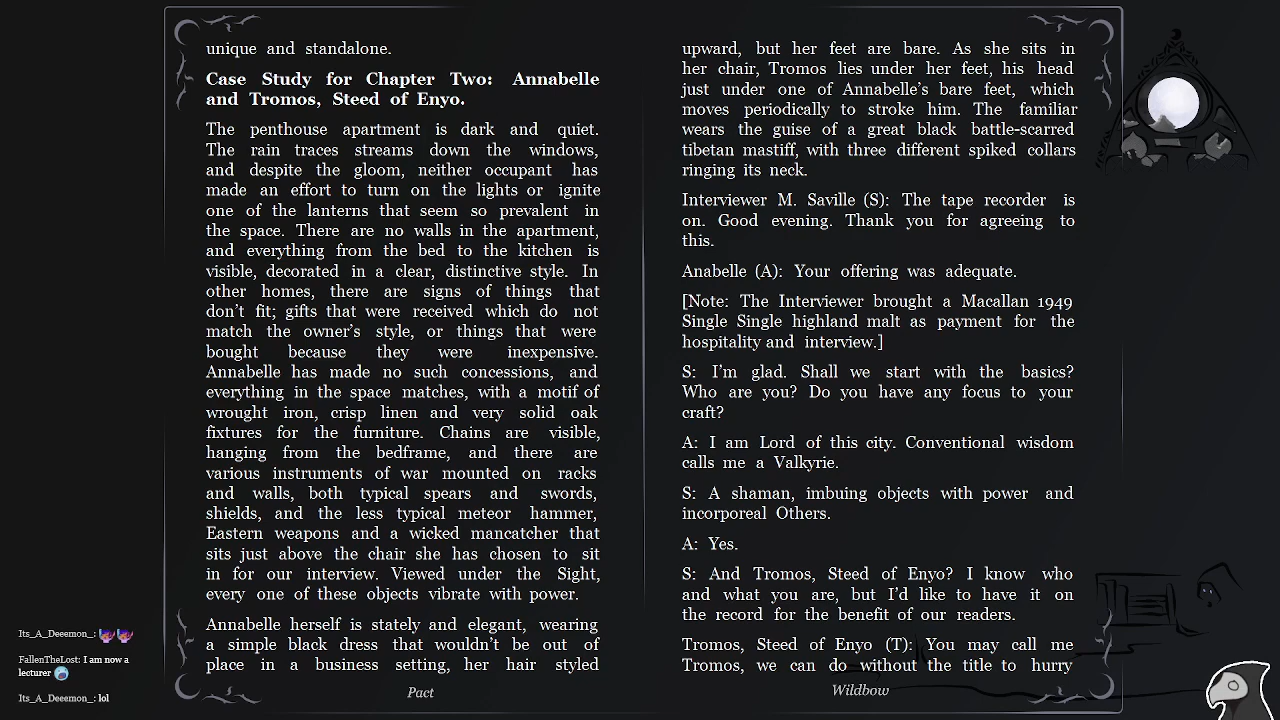 unique and standalone.
Case Study for Chapter Two: Annabelle
and Tromos, Steed of Enyo.
The penthouse apartment is dark and quiet.
The rain traces streams down the windows,
and despite the gloom, neither occupant has
made an effort to turn on the lights or ignite
one of the lanterns that seem so prevalent in
the space. There are no walls in the apartment,
and everything from the bed to the kitchen is
visible, decorated in a clear, distinctive style. In
other homes, there are signs of things that
don't fit; gifts that were received which do not
match the owner's style, or things that were
bought because they were inexpensive.
Annabelle has made no such concessions, and
everything in the space matches, with a motif of
wrought iron, crisp linen and very solid oak
fixtures for the furniture. Chains are visible,
hanging from the bedframe, and there are
various instruments of war mounted on racks
and walls, both typical spears and swords,
shields, and the less typical meteor hammer,
Eastern weapons and a wicked mancatcher that
sits just above the chair she has chosen to sit
in for our interview. Viewed under the Sight,
every one of these objects vibrate with power.
Annabelle herself is stately and elegant, wearing
a simple black dress that wouldn't be out of
place in a business setting, her hair styled
Pact
upward, but her feet are bare. As she sits in
her chair, Tromos lies under her feet, his head
just under one of Annabelle's bare feet, which
moves periodically to stroke him. The familiar
wears the guise of a great black battle-scarred
tibetan mastiff, with three different spiked collars
ringing its neck.
Interviewer M. Saville (S): The tape recorder is
on. Good evening. Thank you for agreeing to
this.
Anabelle (A): Your offering was adequate.
[Note: The Interviewer brought a Macallan 1949
Single Single highland malt as payment for the
hospitality and interview.]
S: I'm glad. Shall we start with the basics?
Who are you? Do you have any focus to your
craft?
A: I am Lord of this city. Conventional wisdom
calls me a Valkyrie.
S: A shaman, imbuing objects with power and
incorporeal Others.
A: Yes.
S: And Tromos, Steed of Enyo? I know who
and what you are, but I'd like to have it on
the record for the benefit of our readers.
Tromos, Steed of Enyo (T): You may call me
Tromos, we can do without the title to hurry
Wildbow
Its_A_Deeemon_:
FallenTheLost: I am now a
lecturer
Its_A_Deeemon_: lol